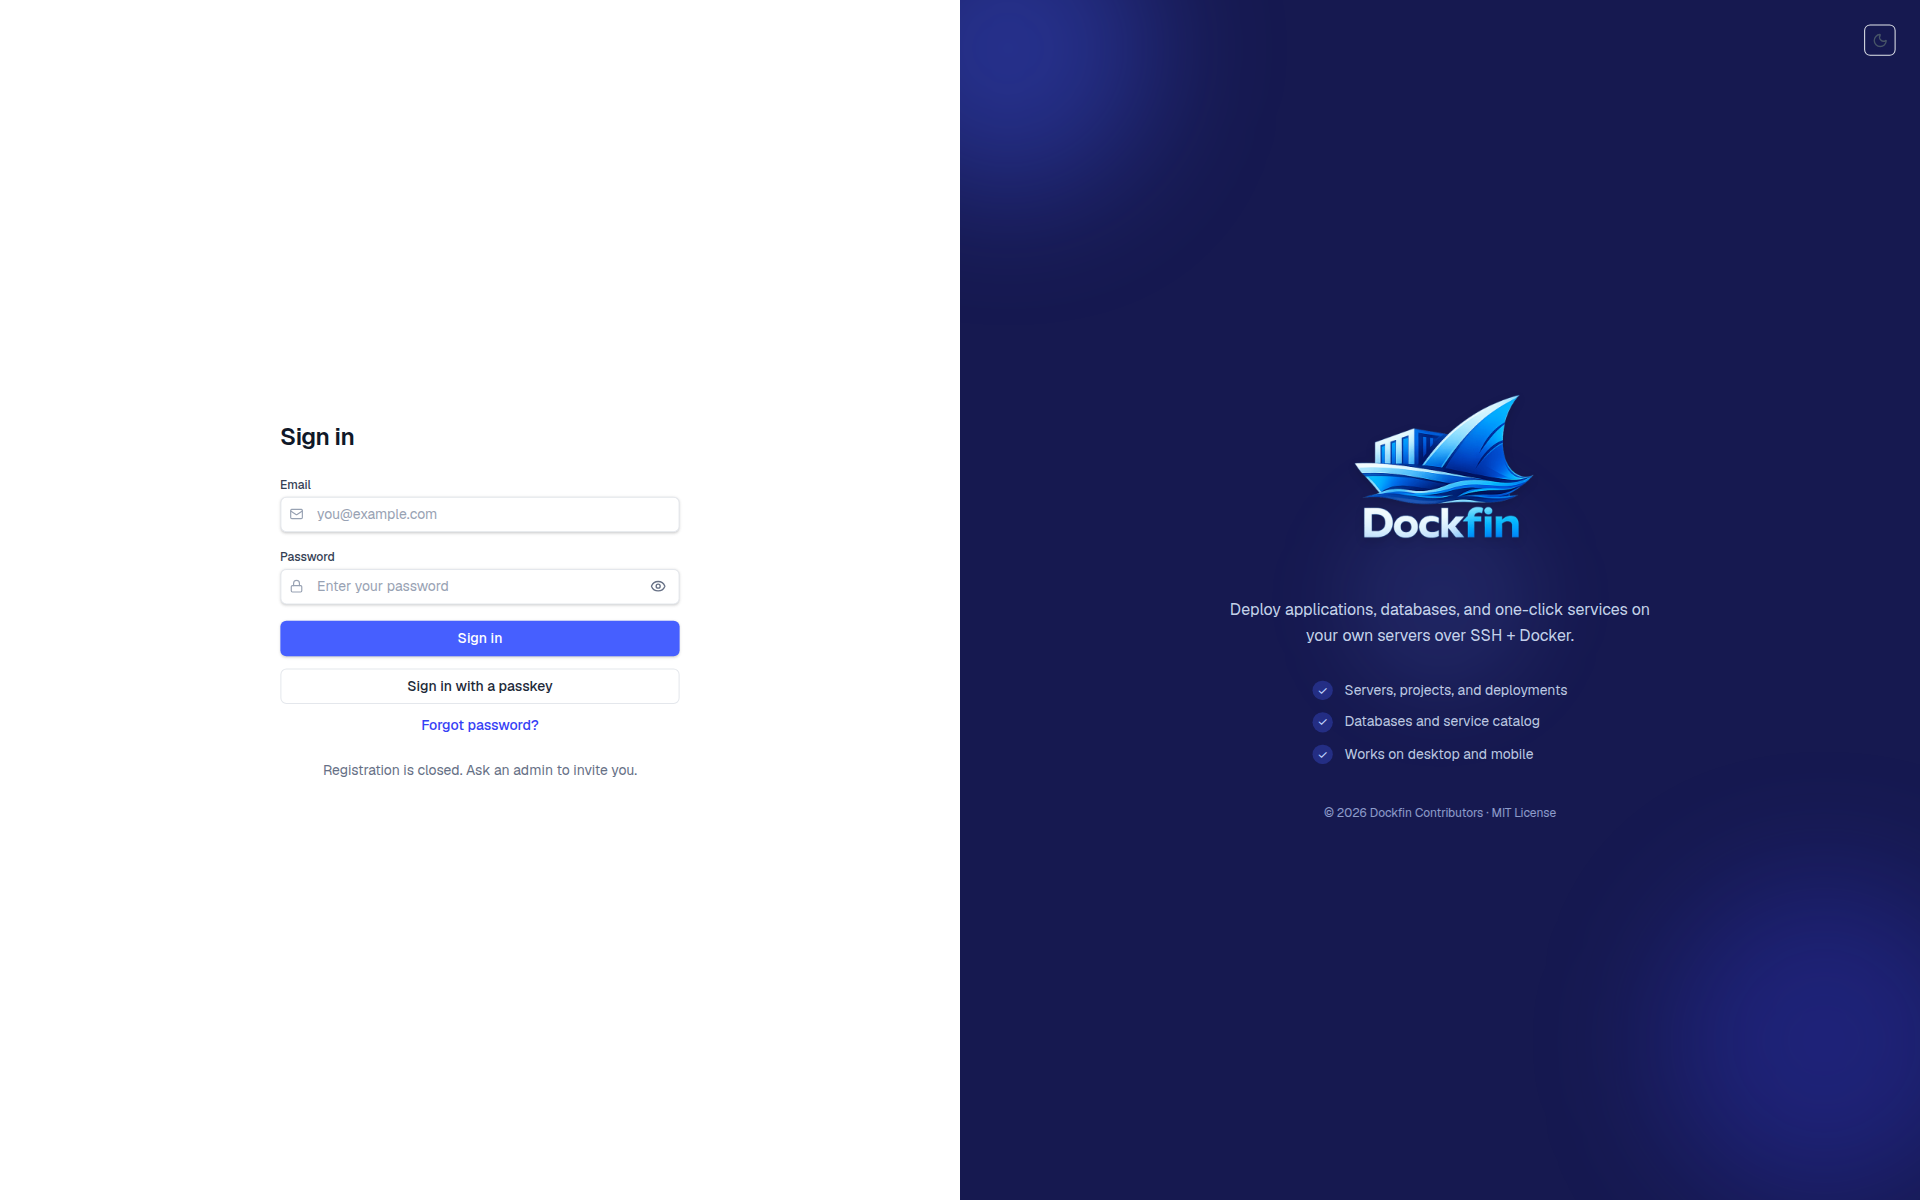 Sign in
Email
you@example.com
Password
Enter your password
Sign in
Sign in with a passkey
Forgot password?
Registration is closed. Ask an admin to invite you.
Dockfin
Deploy applications, databases, and one-click services on
your own servers over SSH + Docker.
Servers, projects, and deployments
Databases and service catalog
Works on desktop and mobile
© 2026 Dockfin Contributors · MIT License